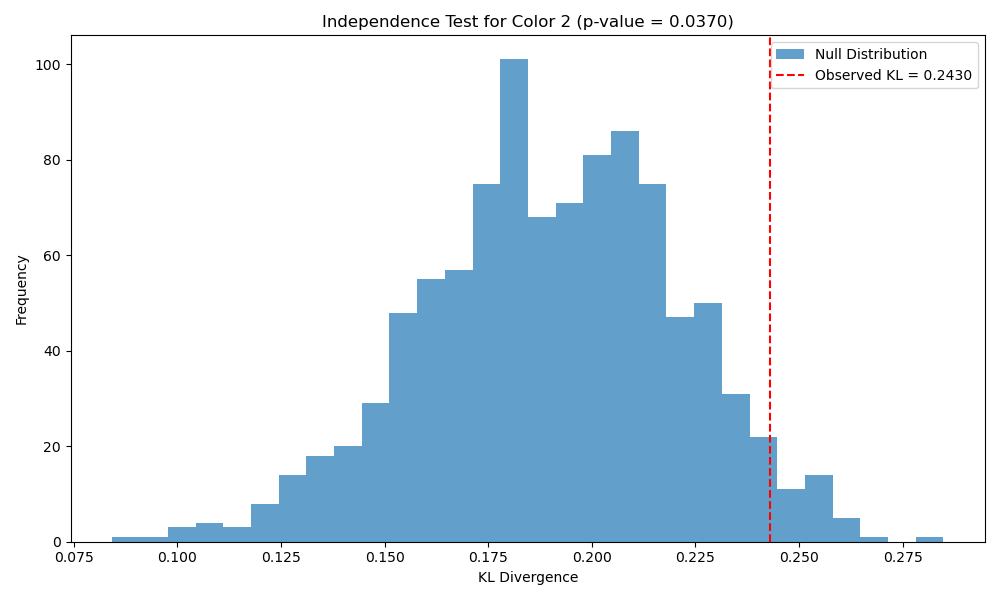 Independence Test for Color 2 (p-value = 0.0370)
Null Distribution
Observed KL = 0.2430
Frequency
100
80
60
40
20
0
0.075 0.100 0.125 0.150 0.175 0.200 0.225 0.250 0.275
KL Divergence